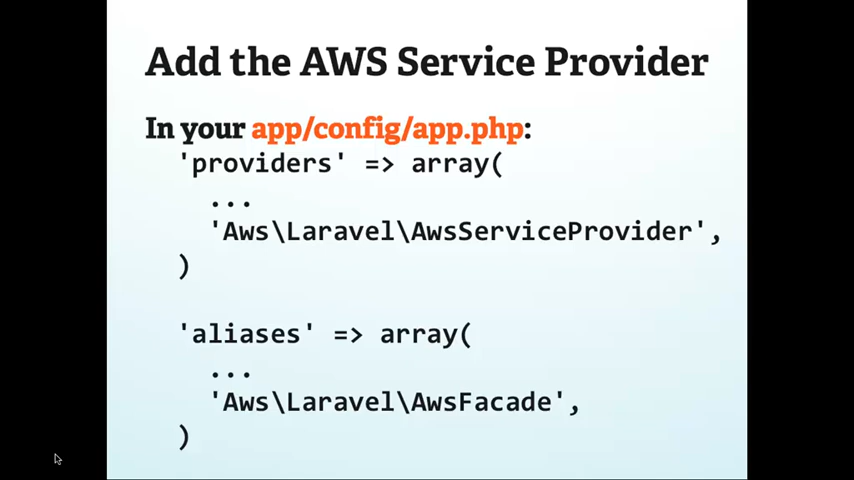 Add the AWS Service Provider
In your app/config/app.php:
'providers' => array(
...
'Aws\Laravel\AwsServiceProvider',
)
'aliases' => array(
...
'Aws\Laravel\AwsFacade',
)